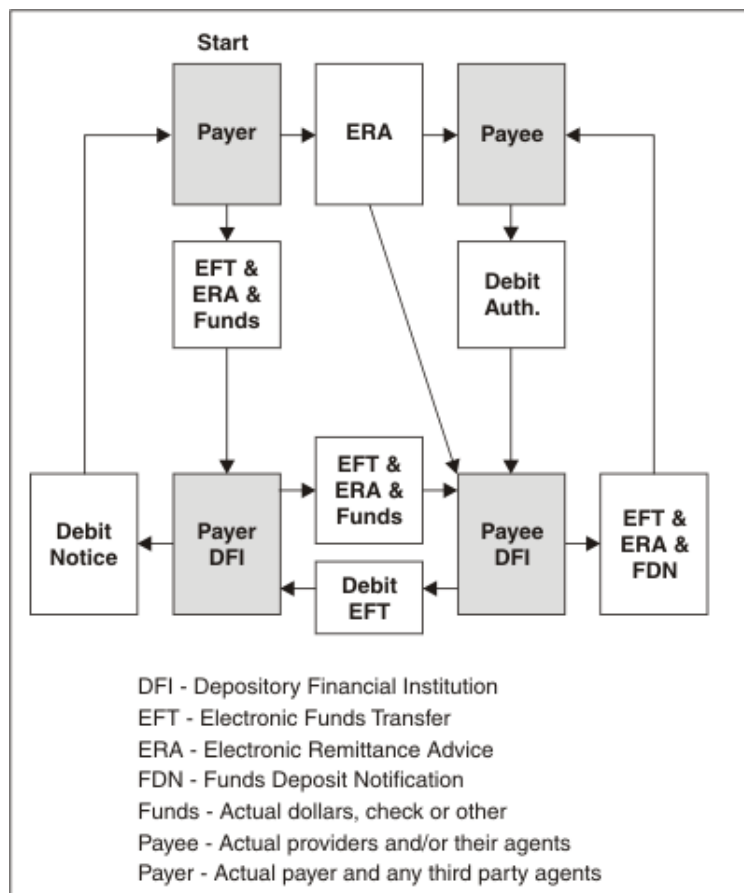 Start
Payer
ERA
Payee
EFT &
ERA &
Funds
Debit
Auth.
Debit
Notice
Payer
DFI
EFT &
ERA &
Funds
Debit
EFT
Payee
DFI
EFT &
ERA &
FDN
DFI - Depository Financial Institution
EFT - Electronic Funds Transfer
ERA - Electronic Remittance Advice
FDN - Funds Deposit Notification
Funds - Actual dollars, check or other
Payee - Actual providers and/or their agents
Payer - Actual payer and any third party agents